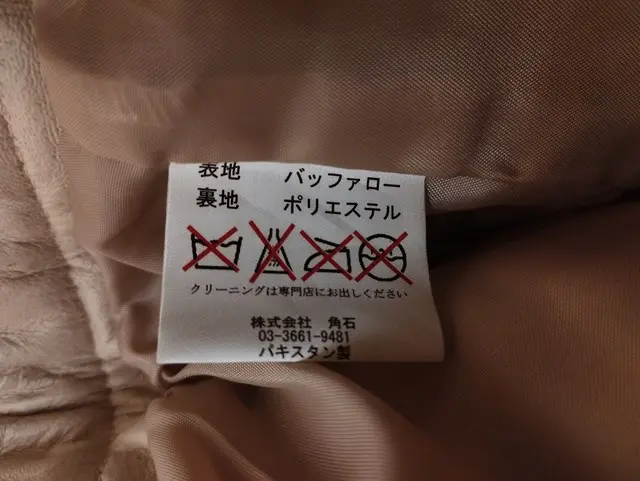 表地 バッファロー
裏地 ポリエステル
クリーニングは専門店にお出しください
株式会社 角石
03-3661-9481
パキスタン製